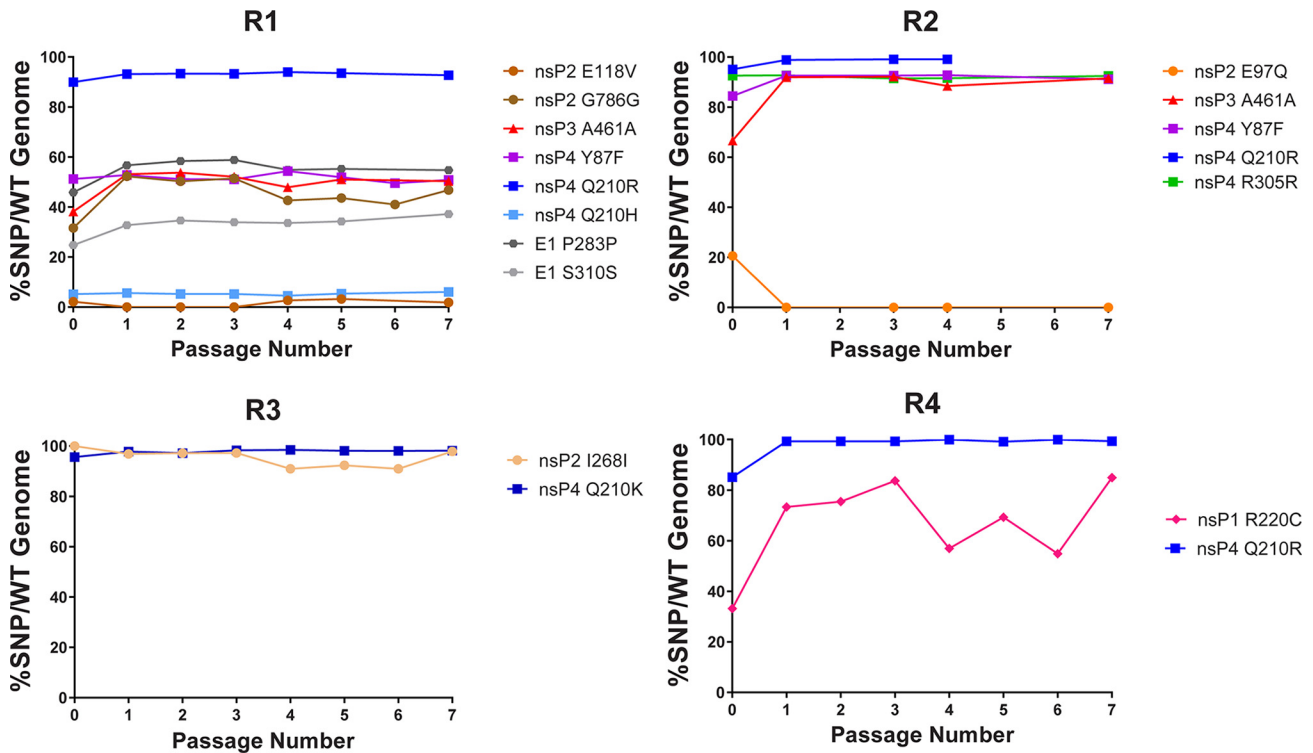 R1
%SNP/WT Genome
100
80
60
40
20
0
0 1 2 3 4 5 6 7
Passage Number
nsP2 E118V
nsP2 G786G
nsP3 A461A
nsP4 Y87F
nsP4 Q210R
nsP4 Q210H
E1 P283P
E1 S310S
R2
%SNP/WT Genome
100
80
60
40
20
0
0 1 2 3 4 5 6 7
Passage Number
nsP2 E97Q
nsP3 A461A
nsP4 Y87F
nsP4 Q210R
nsP4 R305R
R3
%SNP/WT Genome
100
80
60
40
20
0
0 1 2 3 4 5 6 7
Passage Number
nsP2 I268I
nsP4 Q210K
R4
%SNP/WT Genome
100
80
60
40
20
0
0 1 2 3 4 5 6 7
Passage Number
nsP1 R220C
nsP4 Q210R